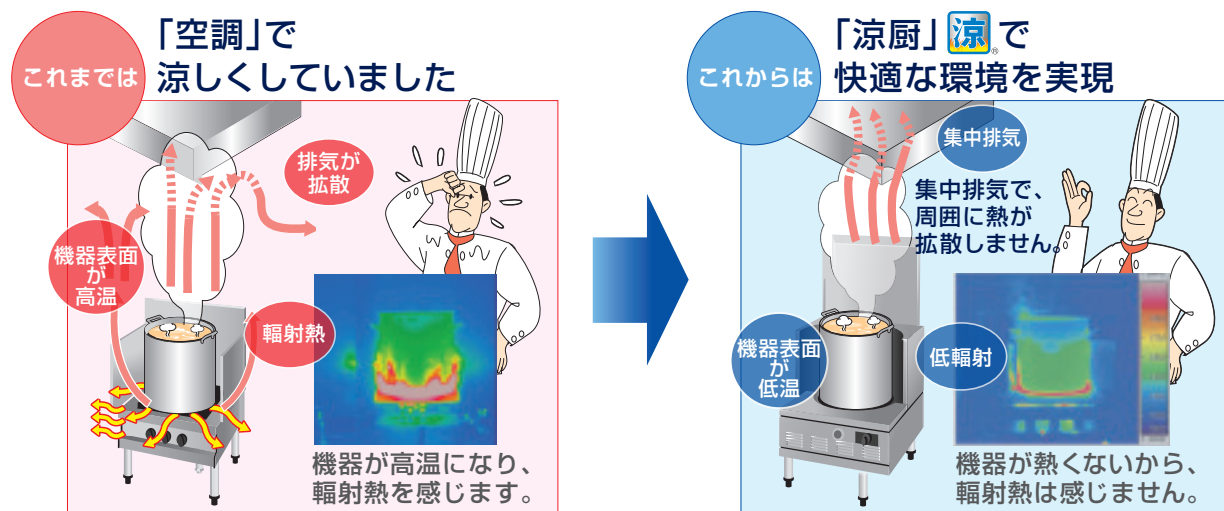 これまでは
「空調」で
涼しくしていました
排気が
拡散
機器表面
が
高温
輻射熱
機器が高温になり、
輻射熱を感じます。
これからは
「涼厨」涼®で
快適な環境を実現
集中排気
集中排気で、
周囲に熱が
拡散しません。
機器表面
が
低温
低輻射
機器が熱くないから、
輻射熱は感じません。